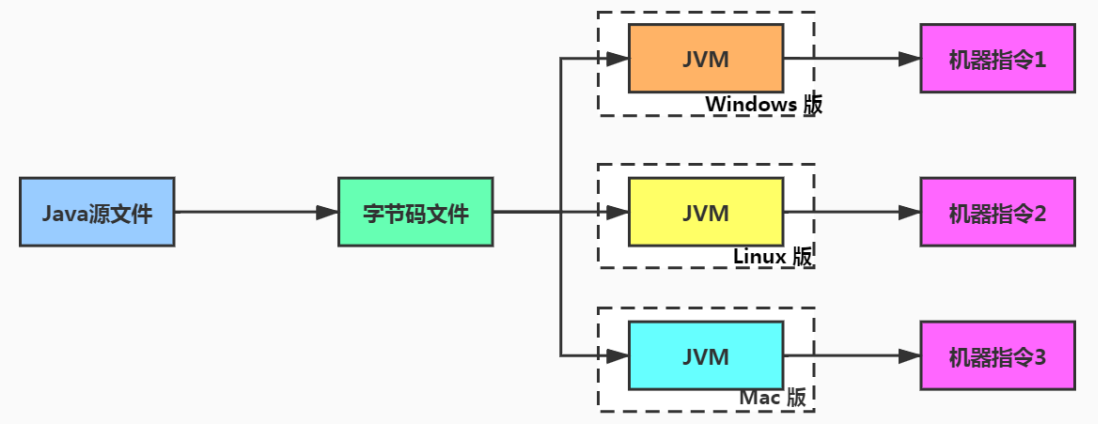 JVM
机器指令1
Windows 版
Java源文件
字节码文件
JVM
机器指令2
Linux 版
JVM
机器指令3
Mac 版